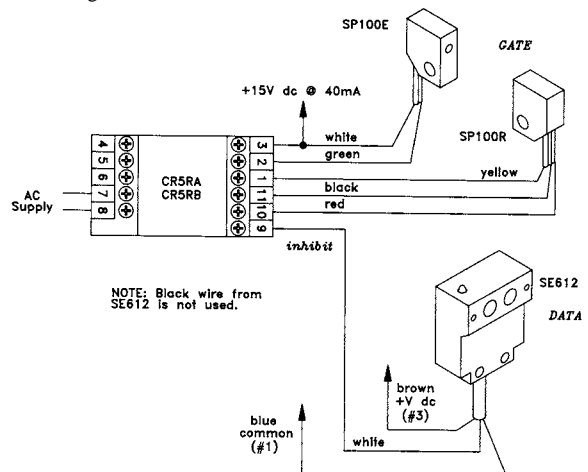 SP100E
GATE
+15V dc @ 40mA
SP100R
4
5
6
7
8
CR5RA
CR5RB
3
2
1
11
10
9
white
green
yellow
black
red
AC
Supply
inhibit
NOTE: Black wire from
SE612 is not used.
SE612
DATA
brown
+V dc
(#3)
blue
common
(#1)
white